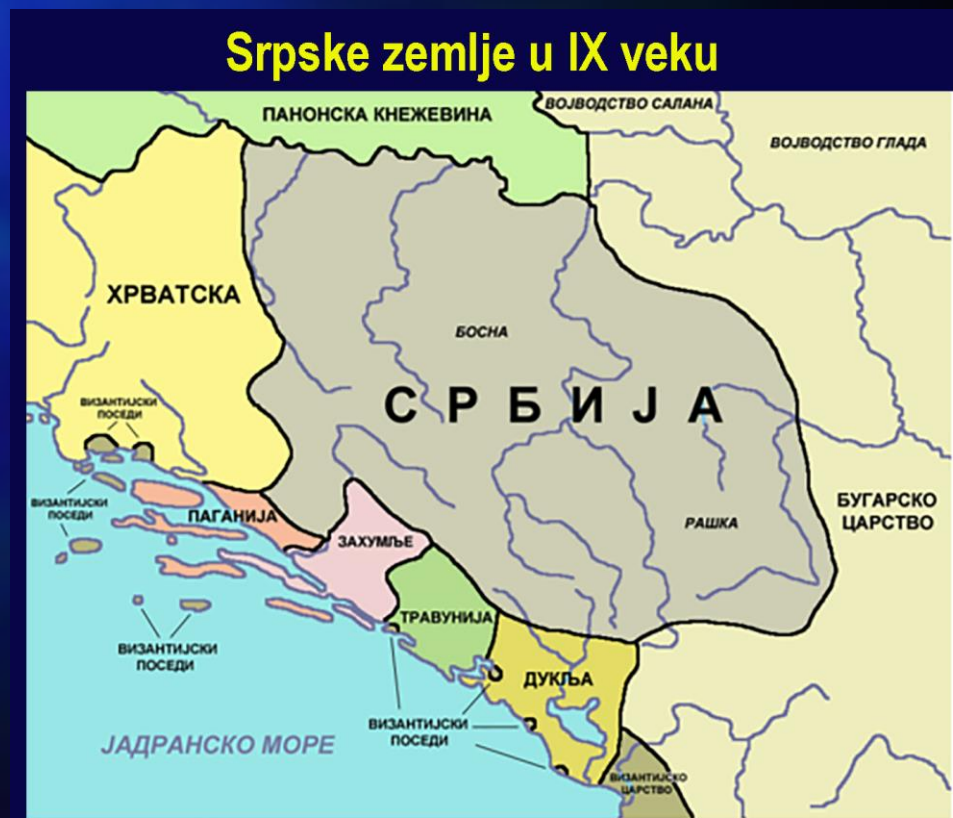 Srpske zemlje u IX veku
ПАНОНСКА КНЕЖЕВИНА
ВОЈВОДСТВО САЛАНА
ВОЈВОДСТВО ГЛАДА
ХРВАТСКА
БОСНА
СРБИЈА
ВИЗАНТИЈСКИ
ПОСЕДИ
ВИЗАНТИЈСКИ
ПОСЕДИ
ПАГАНИЈА
ЗАХУМЉЕ
РАШКА
БУГАРСКО
ЦАРСТВО
ТРАВУНИЈА
ВИЗАНТИЈСКИ
ПОСЕДИ
ДУКЉА
ВИЗАНТИЈСКИ
ПОСЕДИ
ЈАДРАНСКО МОРЕ
ВИЗАНТИЈСКО
ЦАРСТВО